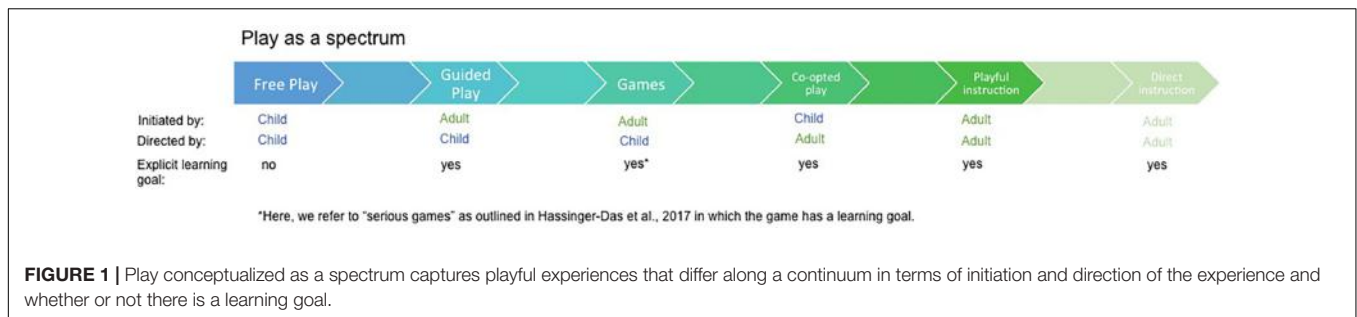 Play as a spectrum
Free Play Guided Play Games Co-opted play Playful instruction Direct instruction
Initiated by: Child Adult Adult Child Adult Adult
Directed by: Child Child Child Adult Adult Adult
Explicit learning goal: no yes yes* yes yes yes
*Here, we refer to "serious games" as outlined in Hassinger-Das et al., 2017 in which the game has a learning goal.
FIGURE 1 | Play conceptualized as a spectrum captures playful experiences that differ along a continuum in terms of initiation and direction of the experience and
whether or not there is a learning goal.